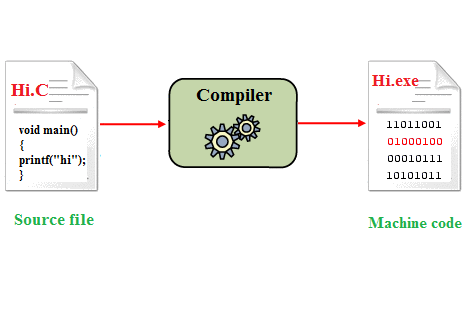 Hi.C
void main()
{
printf("hi");
}
Source file
Compiler
Hi.exe
11011001
01000100
00010111
10101011
Machine code